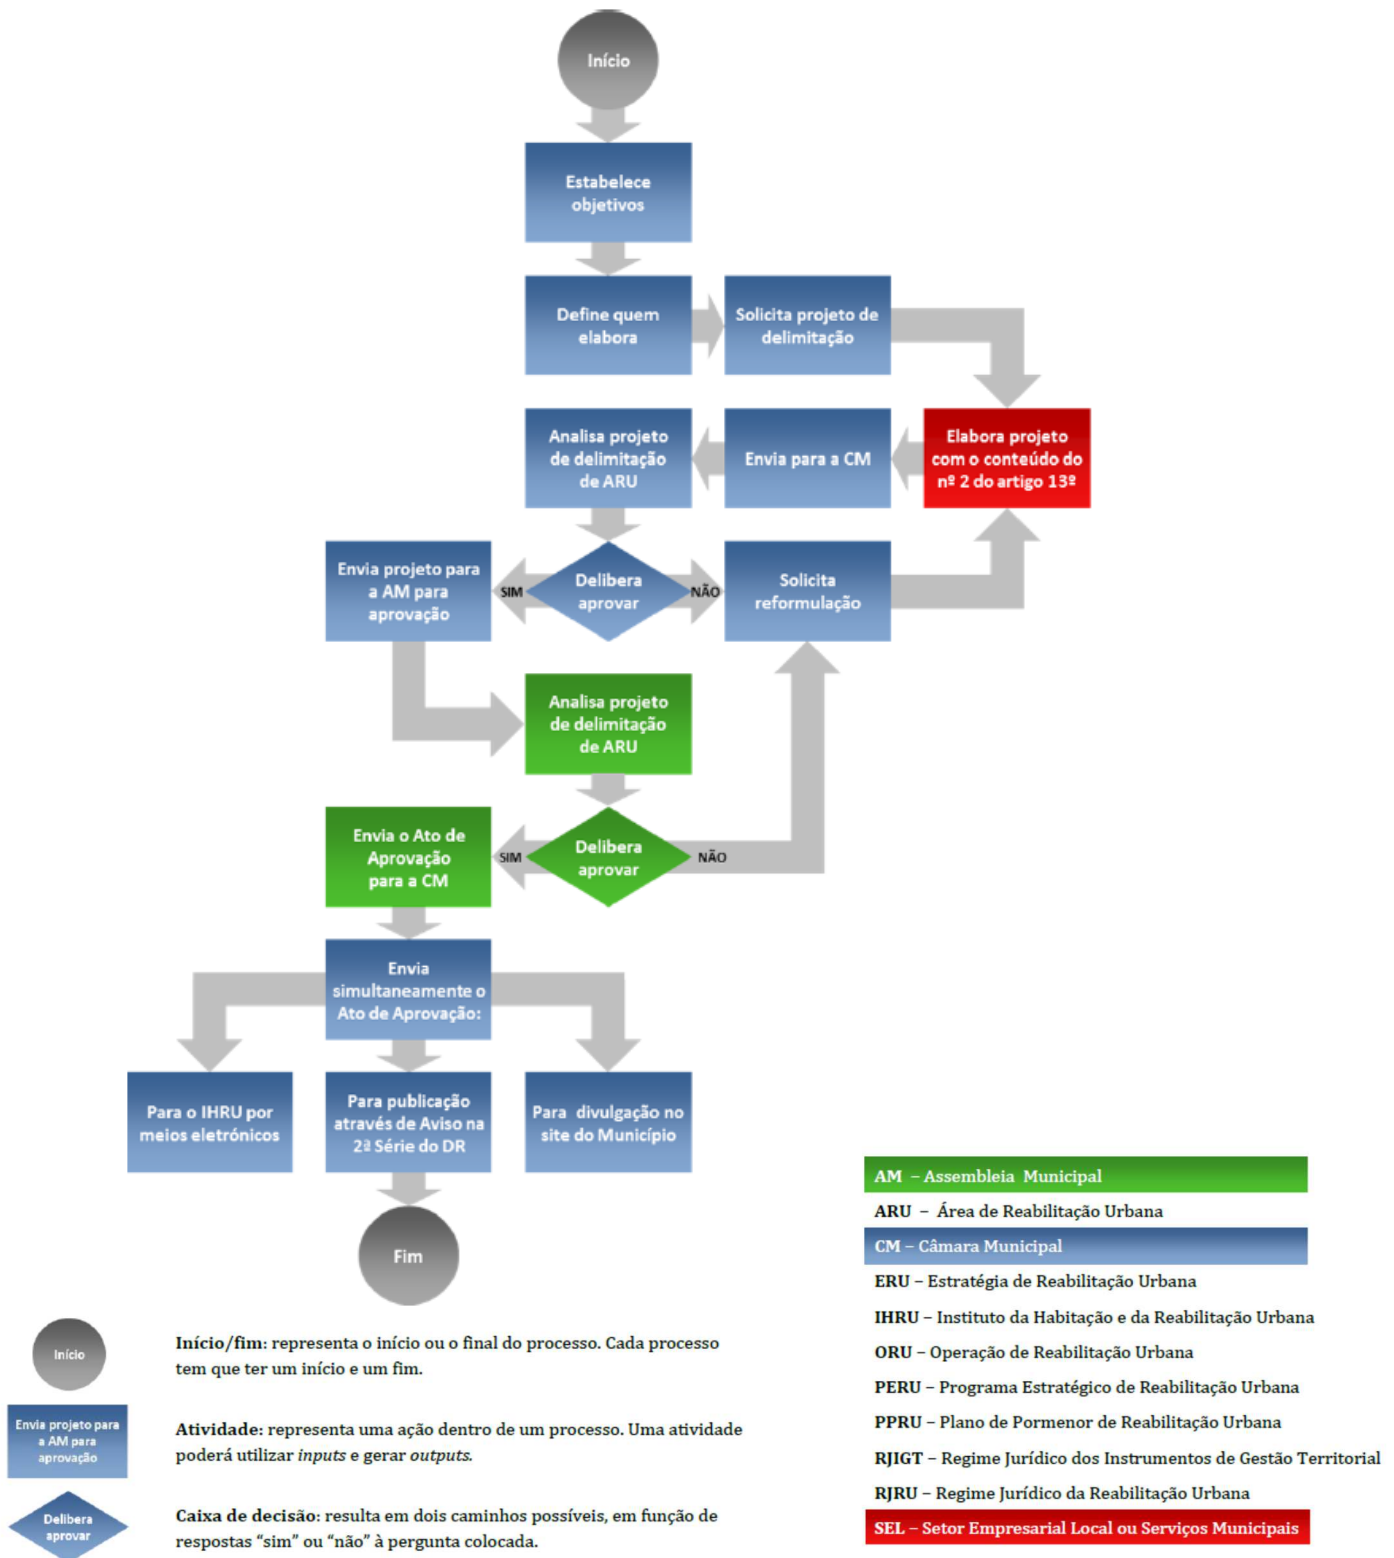 Início
Estabelece
objetivos
Define quem
elabora
Solicita projeto de
delimitação
Analisa projeto
de delimitação
de ARU
Envia para a CM
Elabora projeto
com o conteúdo do
nº 2 do artigo 13º
Envia projeto para
a AM para
aprovação
SIM
Delibera
aprovar
NÃO
Solicita
reformulação
Analisa projeto
de delimitação
de ARU
Envia o Ato de
Aprovação
para a CM
SIM
Delibera
aprovar
NÃO
Envia
simultaneamente o
Ato de Aprovação:
Para o IHRU por
meios eletrónicos
Para publicação
através de Aviso na
2ª Série do DR
Para divulgação no
site do Município
Fim
AM – Assembleia Municipal
ARU – Área de Reabilitação Urbana
CM – Câmara Municipal
ERU – Estratégia de Reabilitação Urbana
IHRU – Instituto da Habitação e da Reabilitação Urbana
ORU – Operação de Reabilitação Urbana
PERU – Programa Estratégico de Reabilitação Urbana
PPRU – Plano de Pormenor de Reabilitação Urbana
RJIGT – Regime Jurídico dos Instrumentos de Gestão Territorial
RJRU – Regime Jurídico da Reabilitação Urbana
SEL – Setor Empresarial Local ou Serviços Municipais
Início
Início/fim: representa o início ou o final do processo. Cada processo
tem que ter um início e um fim.
Envia projeto para
a AM para
aprovação
Atividade: representa uma ação dentro de um processo. Uma atividade
poderá utilizar inputs e gerar outputs.
Delibera
aprovar
Caixa de decisão: resulta em dois caminhos possíveis, em função de
respostas “sim” ou “não” à pergunta colocada.